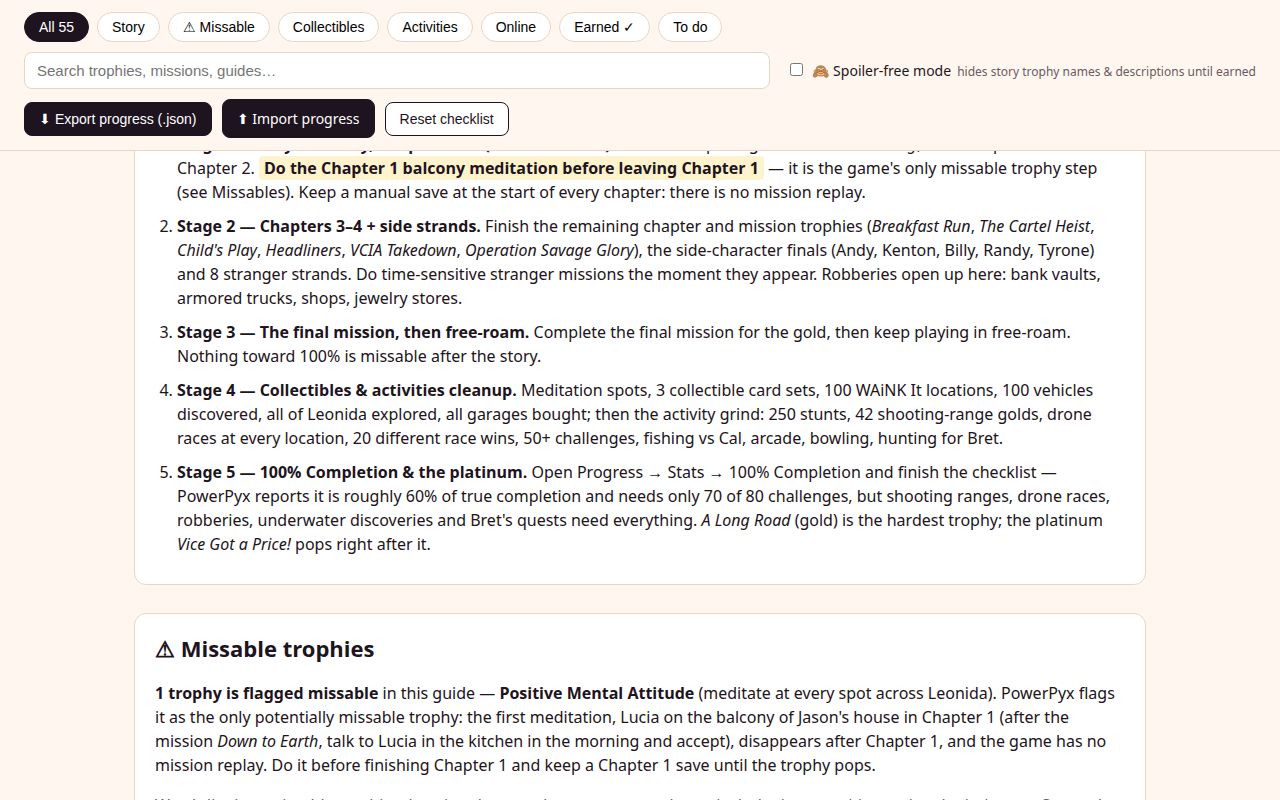 All 55
Story
⚠ Missable
Collectibles
Activities
Online
Earned ✓
To do
Search trophies, missions, guides…
🙈 Spoiler-free mode hides story trophy names & descriptions until earned
⬇ Export progress (.json)
⬆ Import progress
Reset checklist
Chapter 2. Do the Chapter 1 balcony meditation before leaving Chapter 1 — it is the game's only missable trophy step
(see Missables). Keep a manual save at the start of every chapter: there is no mission replay.
2. Stage 2 — Chapters 3–4 + side strands. Finish the remaining chapter and mission trophies (Breakfast Run, The Cartel Heist,
Child's Play, Headliners, VCIA Takedown, Operation Savage Glory), the side-character finals (Andy, Kenton, Billy, Randy, Tyrone)
and 8 stranger strands. Do time-sensitive stranger missions the moment they appear. Robberies open up here: bank vaults,
armored trucks, shops, jewelry stores.
3. Stage 3 — The final mission, then free-roam. Complete the final mission for the gold, then keep playing in free-roam.
Nothing toward 100% is missable after the story.
4. Stage 4 — Collectibles & activities cleanup. Meditation spots, 3 collectible card sets, 100 WAiNK It locations, 100 vehicles
discovered, all of Leonida explored, all garages bought; then the activity grind: 250 stunts, 42 shooting-range golds, drone
races at every location, 20 different race wins, 50+ challenges, fishing vs Cal, arcade, bowling, hunting for Bret.
5. Stage 5 — 100% Completion & the platinum. Open Progress → Stats → 100% Completion and finish the checklist —
PowerPyx reports it is roughly 60% of true completion and needs only 70 of 80 challenges, but shooting ranges, drone races,
robberies, underwater discoveries and Bret's quests need everything. A Long Road (gold) is the hardest trophy; the platinum
Vice Got a Price! pops right after it.
⚠ Missable trophies
1 trophy is flagged missable in this guide — Positive Mental Attitude (meditate at every spot across Leonida). PowerPyx flags
it as the only potentially missable trophy: the first meditation, Lucia on the balcony of Jason's house in Chapter 1 (after the
mission Down to Earth, talk to Lucia in the kitchen in the morning and accept), disappears after Chapter 1, and the game has no
mission replay. Do it before finishing Chapter 1 and keep a Chapter 1 save until the trophy pops.